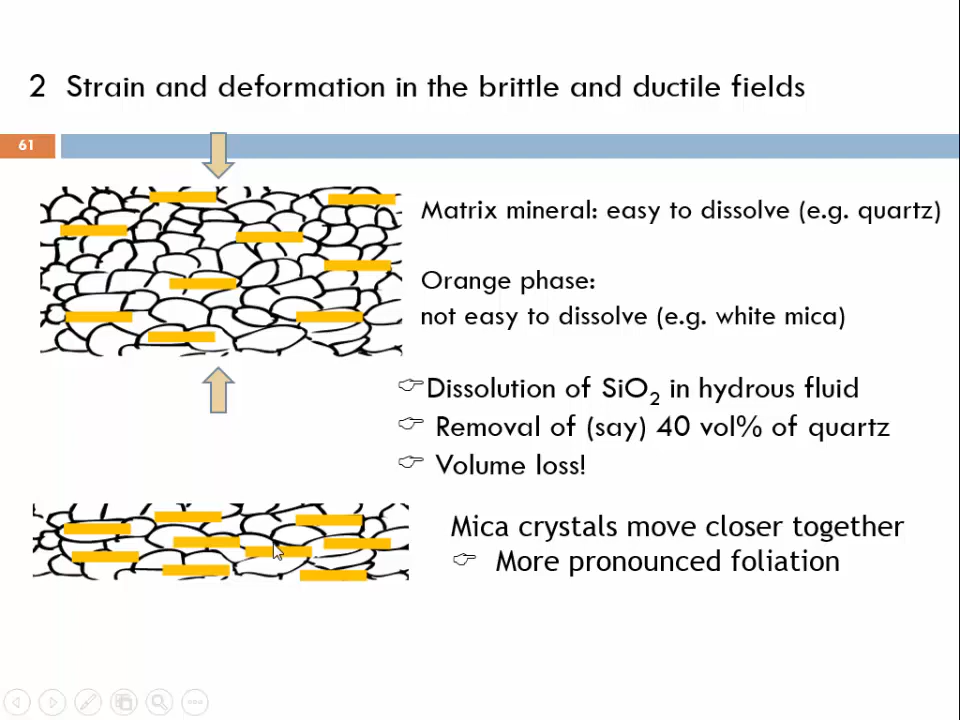 2 Strain and deformation in the brittle and ductile fields
61
Matrix mineral: easy to dissolve (e.g. quartz)
Orange phase:
not easy to dissolve (e.g. white mica)
☞Dissolution of SiO₂ in hydrous fluid
☞ Removal of (say) 40 vol% of quartz
☞ Volume loss!
Mica crystals move closer together
☞ More pronounced foliation